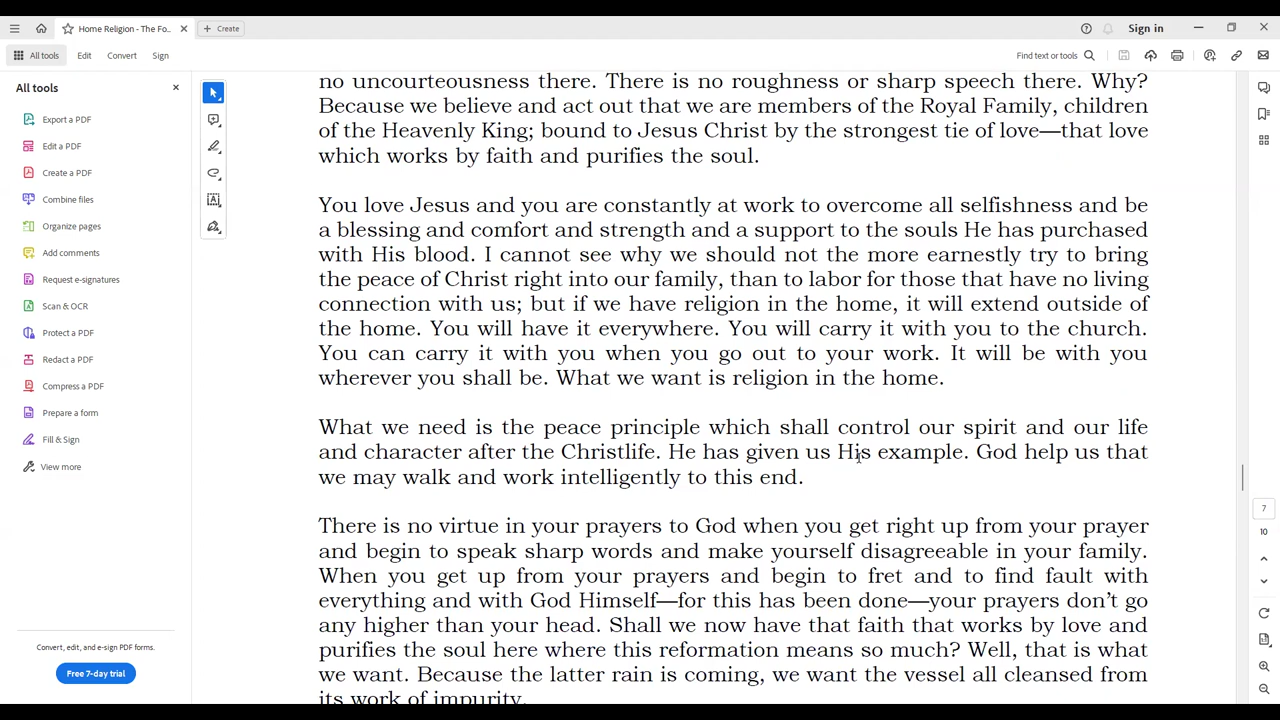 Home Religion - The Fo...
Create
Sign in
All tools
Edit
Convert
Sign
Find text or tools
All tools
Export a PDF
Edit a PDF
Create a PDF
Combine files
Organize pages
Add comments
Request e-signatures
Scan & OCR
Protect a PDF
Redact a PDF
Compress a PDF
Prepare a form
Fill & Sign
View more
Convert, edit, and e-sign PDF forms.
Free 7-day trial
no uncourteousness there. There is no roughness or sharp speech there. Why?
Because we believe and act out that we are members of the Royal Family, children
of the Heavenly King; bound to Jesus Christ by the strongest tie of love—that love
which works by faith and purifies the soul.
You love Jesus and you are constantly at work to overcome all selfishness and be
a blessing and comfort and strength and a support to the souls He has purchased
with His blood. I cannot see why we should not the more earnestly try to bring
the peace of Christ right into our family, than to labor for those that have no living
connection with us; but if we have religion in the home, it will extend outside of
the home. You will have it everywhere. You will carry it with you to the church.
You can carry it with you when you go out to your work. It will be with you
wherever you shall be. What we want is religion in the home.
What we need is the peace principle which shall control our spirit and our life
and character after the Christlife. He has given us His example. God help us that
we may walk and work intelligently to this end.
There is no virtue in your prayers to God when you get right up from your prayer
and begin to speak sharp words and make yourself disagreeable in your family.
When you get up from your prayers and begin to fret and to find fault with
everything and with God Himself—for this has been done—your prayers don't go
any higher than your head. Shall we now have that faith that works by love and
purifies the soul here where this reformation means so much? Well, that is what
we want. Because the latter rain is coming, we want the vessel all cleansed from
its work of impurity.
7
10